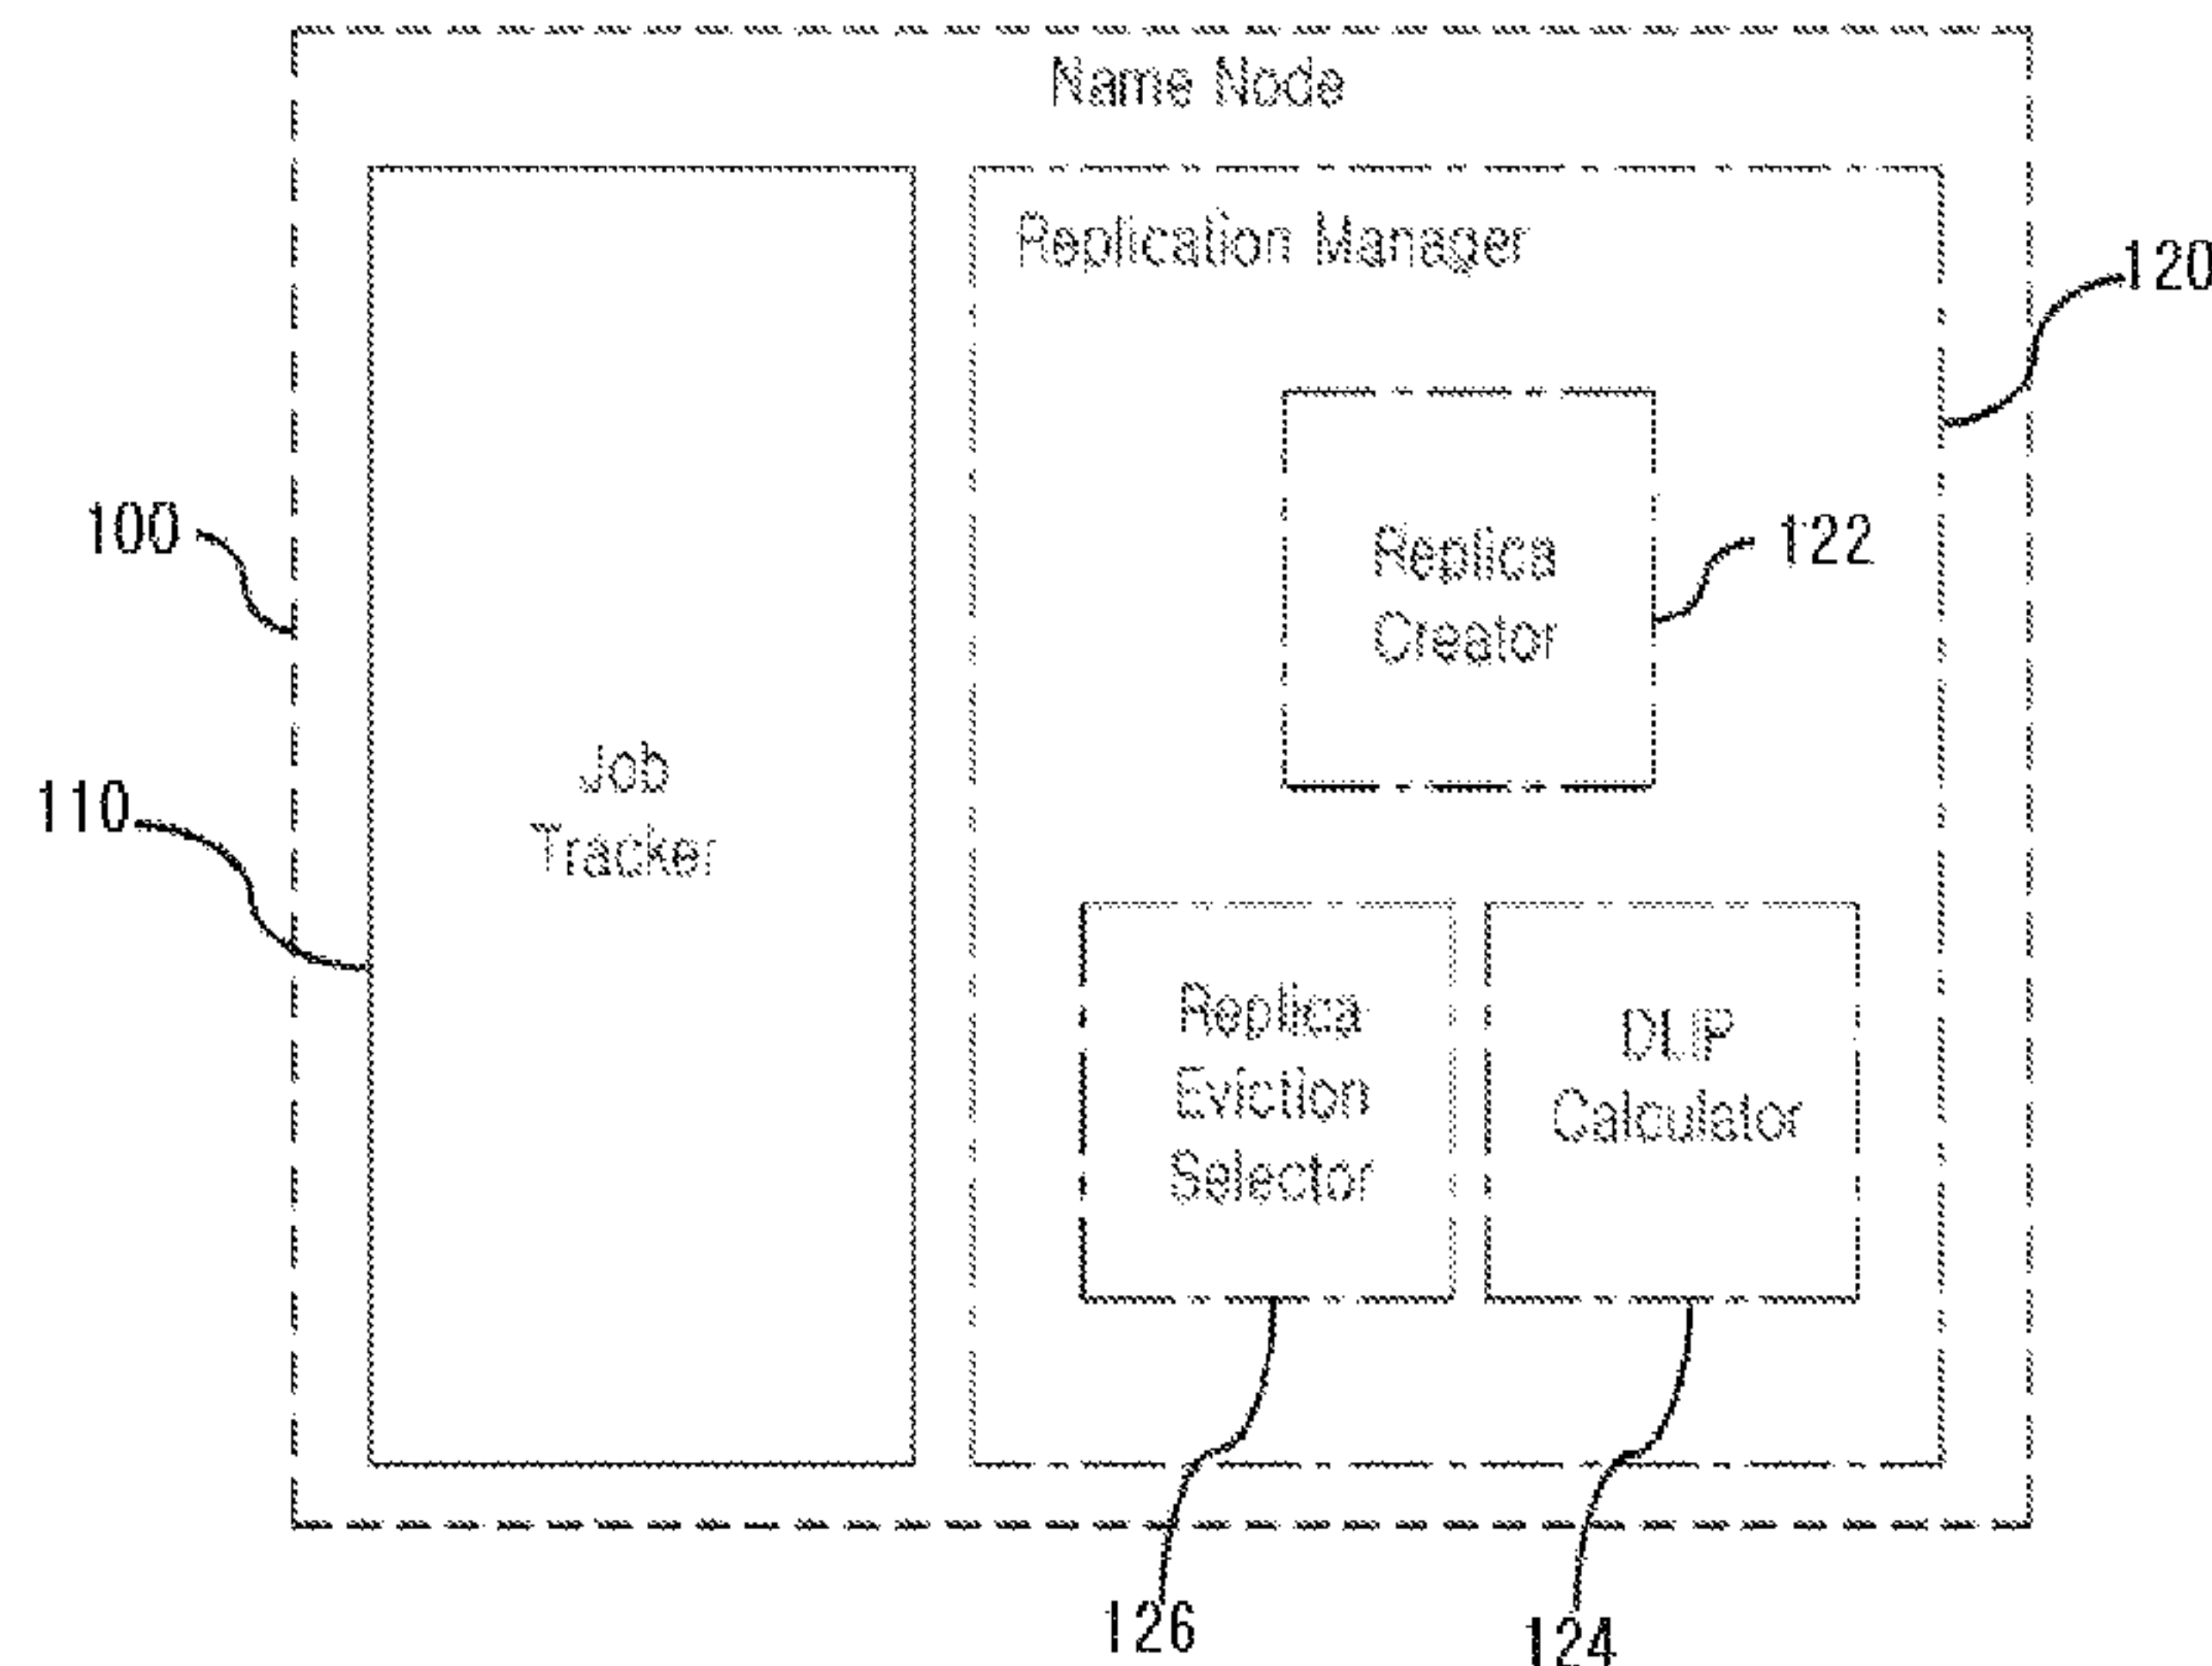 Name Node
Replication Manager
120
100
Replica
Creator
122
Job
Tracker
110
Replica
Eviction
Selector
DLIP
Calculator
126
124